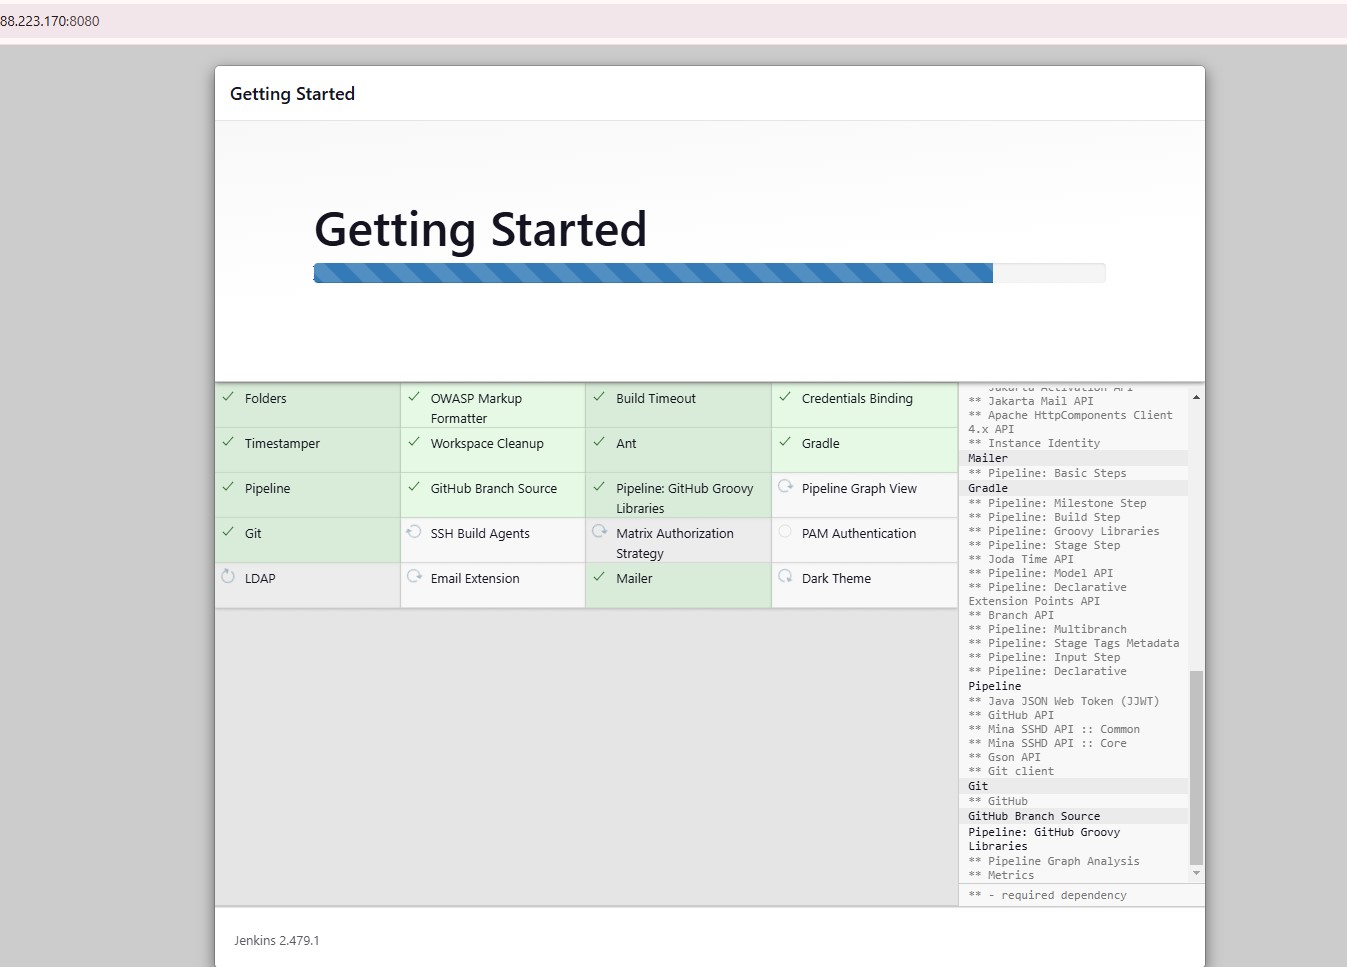 88.223.170:8080
Getting Started
Getting Started
Folders
OWASP Markup
Formatter
Build Timeout
Credentials Binding
Timestamper
Workspace Cleanup
Ant
Gradle
Pipeline
GitHub Branch Source
Pipeline: GitHub Groovy
Libraries
Pipeline Graph View
Git
SSH Build Agents
Matrix Authorization
Strategy
PAM Authentication
LDAP
Email Extension
Mailer
Dark Theme
** Jakarta Activation API
** Jakarta Mail API
** Apache HttpComponents Client
4.x API
** Instance Identity
Mailer
** Pipeline: Basic Steps
Gradle
** Pipeline: Milestone Step
** Pipeline: Build Step
** Pipeline: Groovy Libraries
** Pipeline: Stage Step
** Joda Time API
** Pipeline: Model API
** Pipeline: Declarative
Extension Points API
** Branch API
** Pipeline: Multibranch
** Pipeline: Stage Tags Metadata
** Pipeline: Input Step
** Pipeline: Declarative
Pipeline
** Java JSON Web Token (JJWT)
** GitHub API
** Mina SSHD API :: Common
** Mina SSHD API :: Core
** Gson API
** Git client
Git
** GitHub
GitHub Branch Source
Pipeline: GitHub Groovy
Libraries
** Pipeline Graph Analysis
** Metrics
** - required dependency
Jenkins 2.479.1